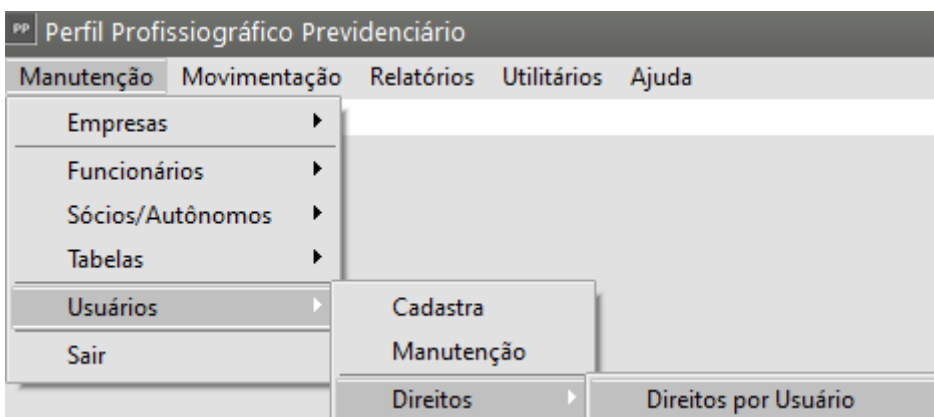 PP Perfil Profissiográfico Previdenciário
Manutenção Movimentação Relatórios Utilitários Ajuda
Empresas
Funcionários
Sócios/Autônomos
Tabelas
Usuários
Sair
Cadastra
Manutenção
Direitos
Direitos por Usuário